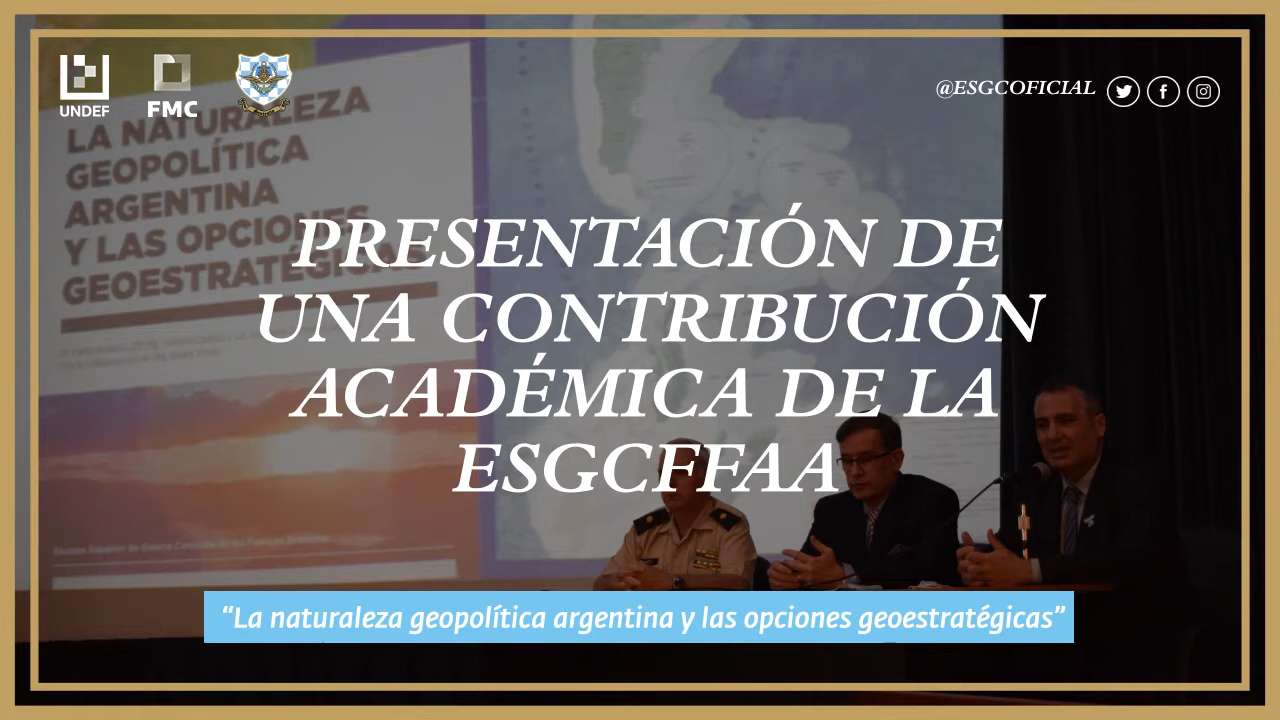 UNDEF
FMC
@ESGCOFICIAL
LA NATURALEZA
GEOPOLÍTICA
ARGENTINA
Y LAS OPCIONES
GEOESTRATÉGICAS
PRESENTACIÓN DE
UNA CONTRIBUCIÓN
ACADÉMICA DE LA
ESGCFFAA
“La naturaleza geopolítica argentina y las opciones geoestratégicas”